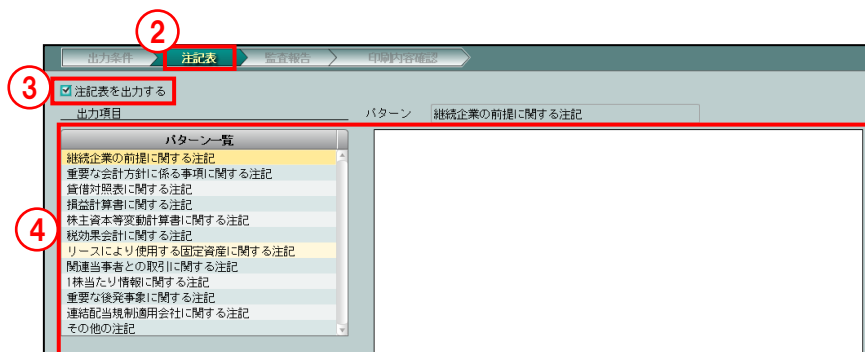 ②
出力条件 注記表 監査報告 印刷内容確認
③
注記表を出力する
出力項目 パターン 継続企業の前提に関する注記
パターン一覧
継続企業の前提に関する注記
重要な会計方針に係る事項に関する注記
貸借対照表に関する注記
損益計算書に関する注記
④
株主資本等変動計算書に関する注記
税効果会計に関する注記
リースにより使用する固定資産に関する注記
関連当事者との取引に関する注記
1株当たり情報に関する注記
重要な後発事象に関する注記
連結配当規制適用会社に関する注記
その他の注記